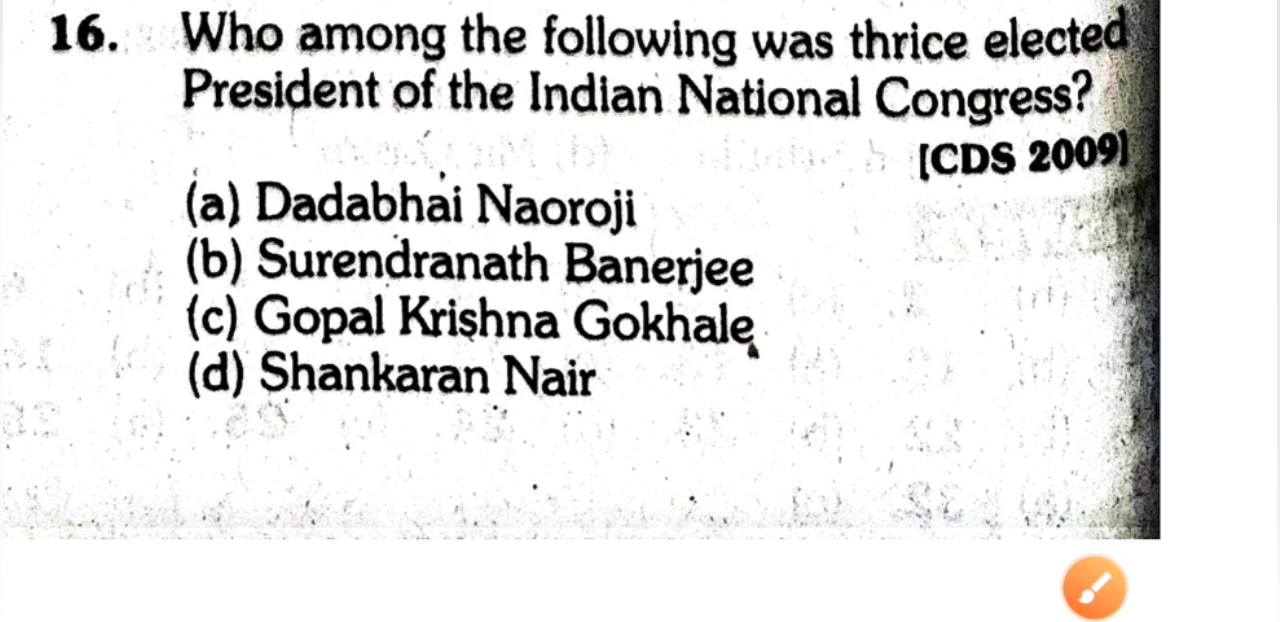 16. Who among the following was thrice elected
President of the Indian National Congress?
[CDS 2009]
(a) Dadabhai Naoroji
(b) Surendranath Banerjee
(c) Gopal Krishna Gokhale
(d) Shankaran Nair